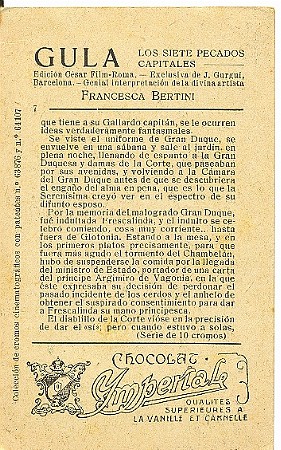 GULA
LOS SIETE PECADOS
CAPITALES
Edición Cesar Film-Roma. — Exclusiva de J. Gurgui,
Barcelona. — Genial interpretación de la divina artista
FRANCESCA BERTINI
7
que tiene a su Gallardo capitán, se le ocurren
ideas verdaderamente fantasmales.
Se viste el uniforme de Gran Duque, se
envuelve en una sábana y sale al jardín, en
plena noche, llenando de espanto a la Gran
Duquesa y damas de la Corte, que paseaban
por sus avenidas, y volviendo a la Cámara
del Gran Duque antes de que se descubriera
el engaño del alma en pena, que es lo que la
Serenísima creyó ver en el espectro de su
difunto esposo.
Por la memoria del malogrado Gran Duque,
fué indultada Frescalinda, y el indulto se ce-
lebró comiendo, cosa muy corriente.. hasta
fuera de Glotonia. Estando a la mesa, y en
los primeros platos precisamente, para que
fuera más agudo el tormento del Chambelán,
hubo de suspenderse la comida por la llegada
del ministro de Estado, portador de una carta
del príncipe Argimiro de Vagonia, en la que
éste expresaba su decisión de perdonar el
pasado incidente de los cerdos y el anhelo de
obtener el suspirado consentimiento para dar
a Frescalinda su mano principesca.
El diablillo de la Corte vióse en la precisión
de dar el «sí»; pero cuando estuvo a solas,
(Serie de 10 cromos)
Colección de cromos cinematográficos con patentes n.º 63876 y n.º 64107
CHOCOLAT
Imperiale
QUALITES
SUPERIEURES A
LA VANILLE ET CANNELLE